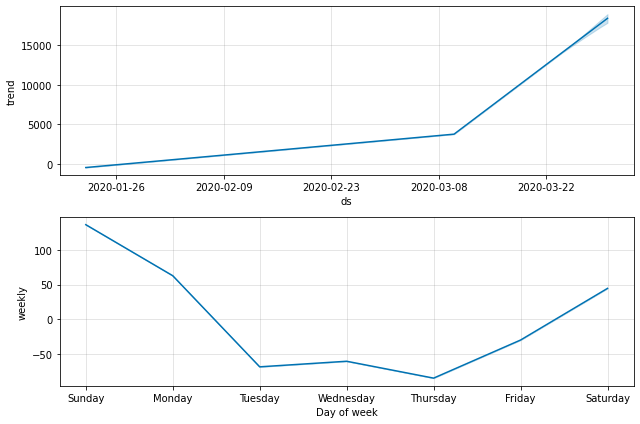 15000
10000
5000
0
trend
2020-01-26 2020-02-09 2020-02-23 2020-03-08 2020-03-22
ds
100
50
0
−50
weekly
Sunday Monday Tuesday Wednesday Thursday Friday Saturday
Day of week